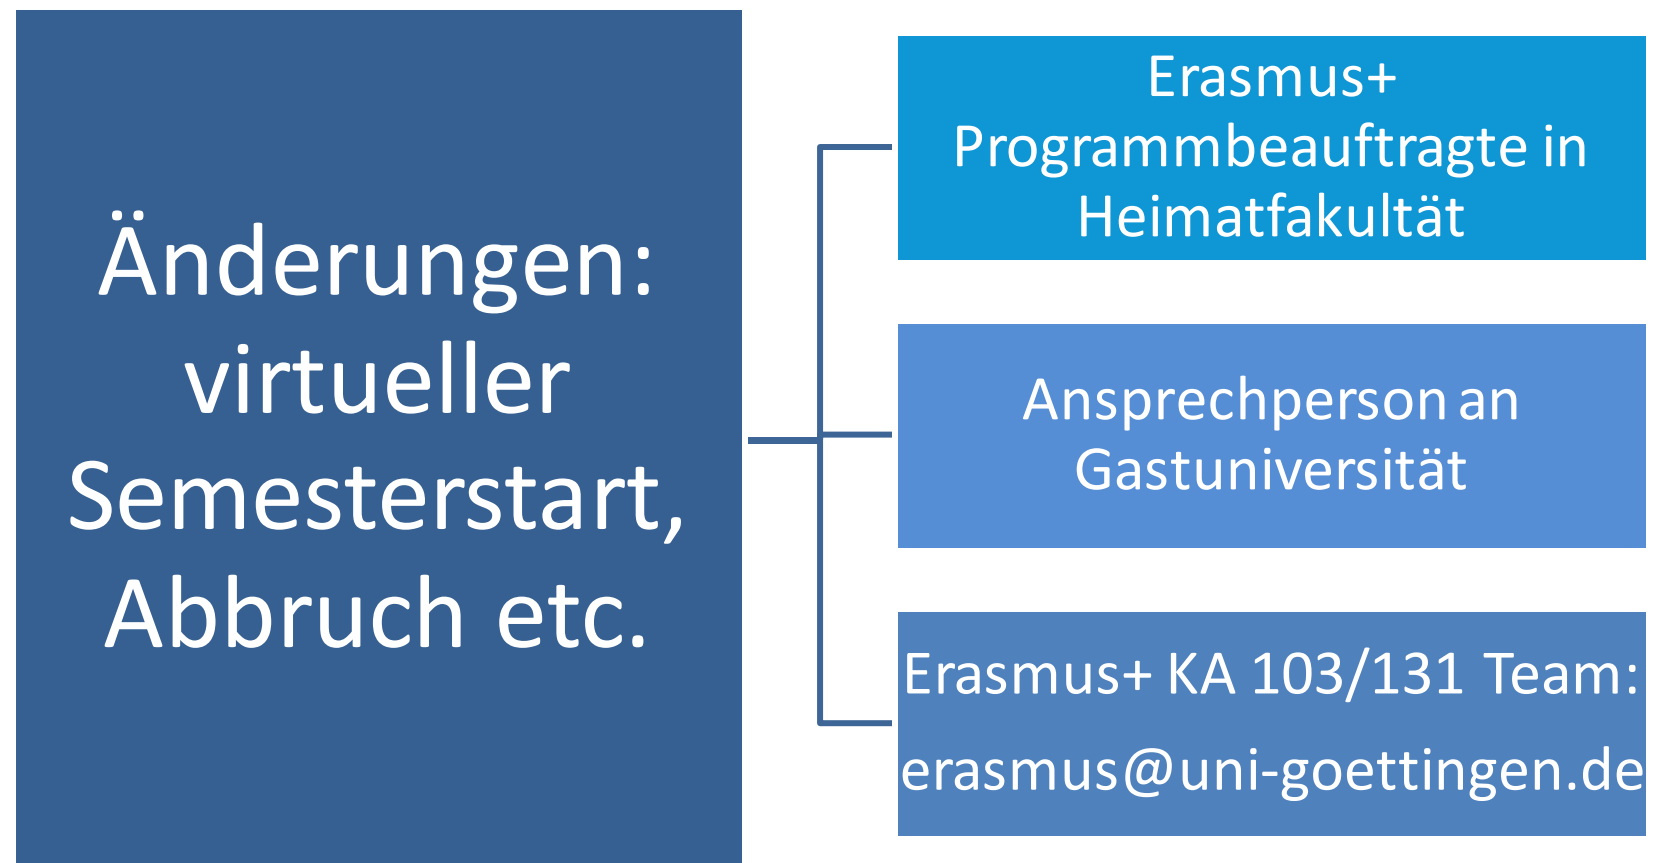 Änderungen:
virtueller
Semesterstart,
Abbruch etc.
Erasmus+
Programmbeauftragte in
Heimatfakultät
Ansprechperson an
Gastuniversität
Erasmus+ KA 103/131 Team:
erasmus@uni-goettingen.de